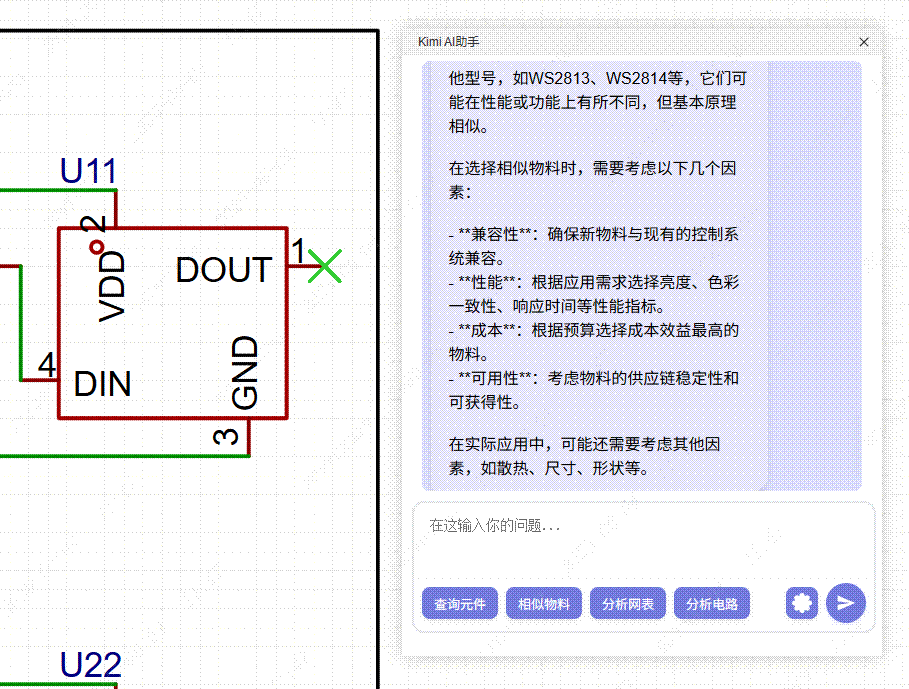 Kimi AI助手
他型号，如WS2813、WS2814等，它们可
能在性能或功能上有所不同，但基本原理
相似。
在选择相似物料时，需要考虑以下几个因
素：
- **兼容性**：确保新物料与现有的控制系
统兼容。
- **性能**：根据应用需求选择亮度、色彩
一致性、响应时间等性能指标。
- **成本**：根据预算选择成本效益最高的
物料。
- **可用性**：考虑物料的供应链稳定性和
可获得性。
在实际应用中，可能还需要考虑其他因
素，如散热、尺寸、形状等。
在这输入你的问题...
查询元件 相似物料 分析网表 分析电路
U11
2
VDD
DOUT
1
4
DIN
GND
3
U22